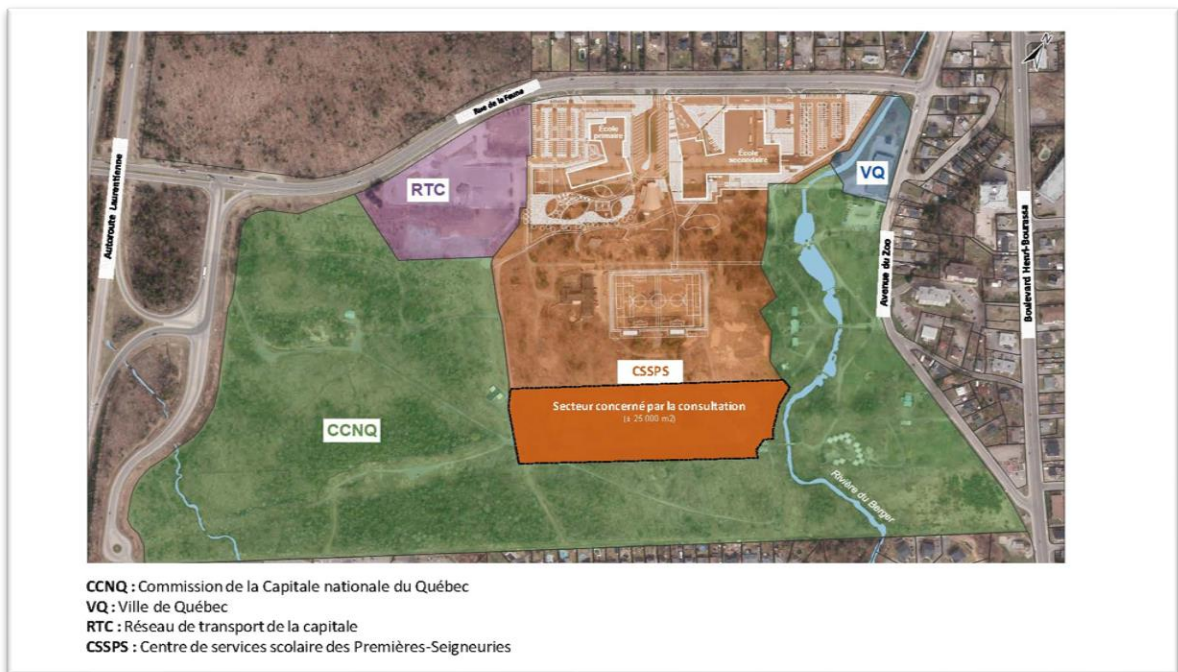 N
Rue de la Faune
École
primaire
École
secondaire
Autoroute Laurentienne
RTC
VQ
Avenue du Zoo
Boulevard Henri-Bourassa
CSSPS
Secteur concerné par la consultation
(± 25 000 m2)
CCNQ
Rivière du Berger
CCNQ : Commission de la Capitale nationale du Québec
VQ : Ville de Québec
RTC : Réseau de transport de la capitale
CSSPS : Centre de services scolaire des Premières-Seigneuries